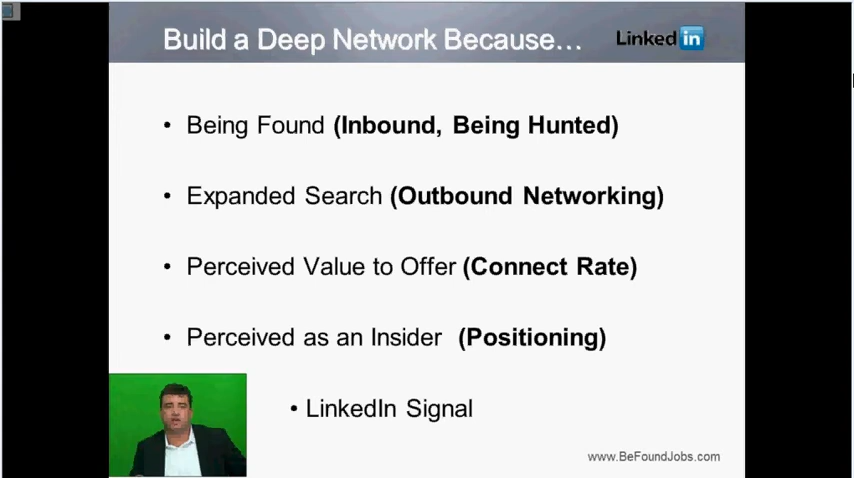 Build a Deep Network Because…
Linked in
• Being Found (Inbound, Being Hunted)
• Expanded Search (Outbound Networking)
• Perceived Value to Offer (Connect Rate)
• Perceived as an Insider (Positioning)
• LinkedIn Signal
www.BeFoundJobs.com